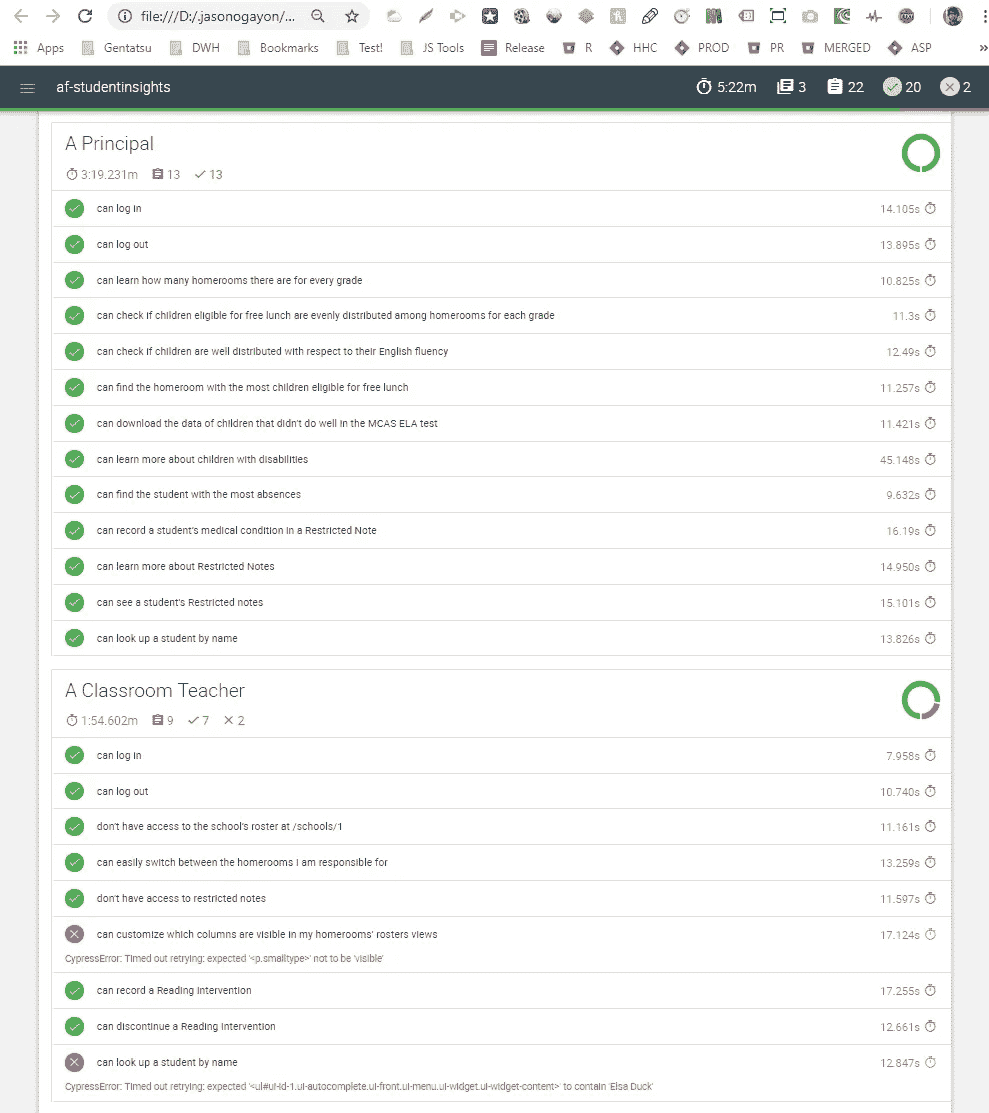 file:///D:/.jasonogayon/...
Apps Gentatsu DWH Bookmarks Test! JS Tools Release R HHC PROD PR MERGED ASP »
af-studentinsights 5:22m 3 22 20 2
A Principal
3:19.231m 13 13
can log in 14.105s
can log out 13.895s
can learn how many homerooms there are for every grade 10.825s
can check if children eligible for free lunch are evenly distributed among homerooms for each grade 11.3s
can check if children are well distributed with respect to their English fluency 12.49s
can find the homeroom with the most children eligible for free lunch 11.257s
can download the data of children that didn't do well in the MCAS ELA test 11.421s
can learn more about children with disabilities 45.148s
can find the student with the most absences 9.632s
can record a student's medical condition in a Restricted Note 16.19s
can learn more about Restricted Notes 14.950s
can see a student's Restricted notes 15.101s
can look up a student by name 13.826s
A Classroom Teacher
1:54.602m 9 7 2
can log in 7.958s
can log out 10.740s
don't have access to the school's roster at /schools/1 11.161s
can easily switch between the homerooms I am responsible for 13.259s
don't have access to restricted notes 11.597s
can customize which columns are visible in my homerooms' rosters views 17.124s
CypressError: Timed out retrying: expected '<p.smalltype>' not to be 'visible'
can record a Reading Intervention 17.255s
can discontinue a Reading Intervention 12.661s
can look up a student by name 12.847s
CypressError: Timed out retrying: expected '<ul#ui-id-1.ui-autocomplete.ui-front.ui-menu.ui-widget.ui-widget-content>' to contain 'Elsa Duck'